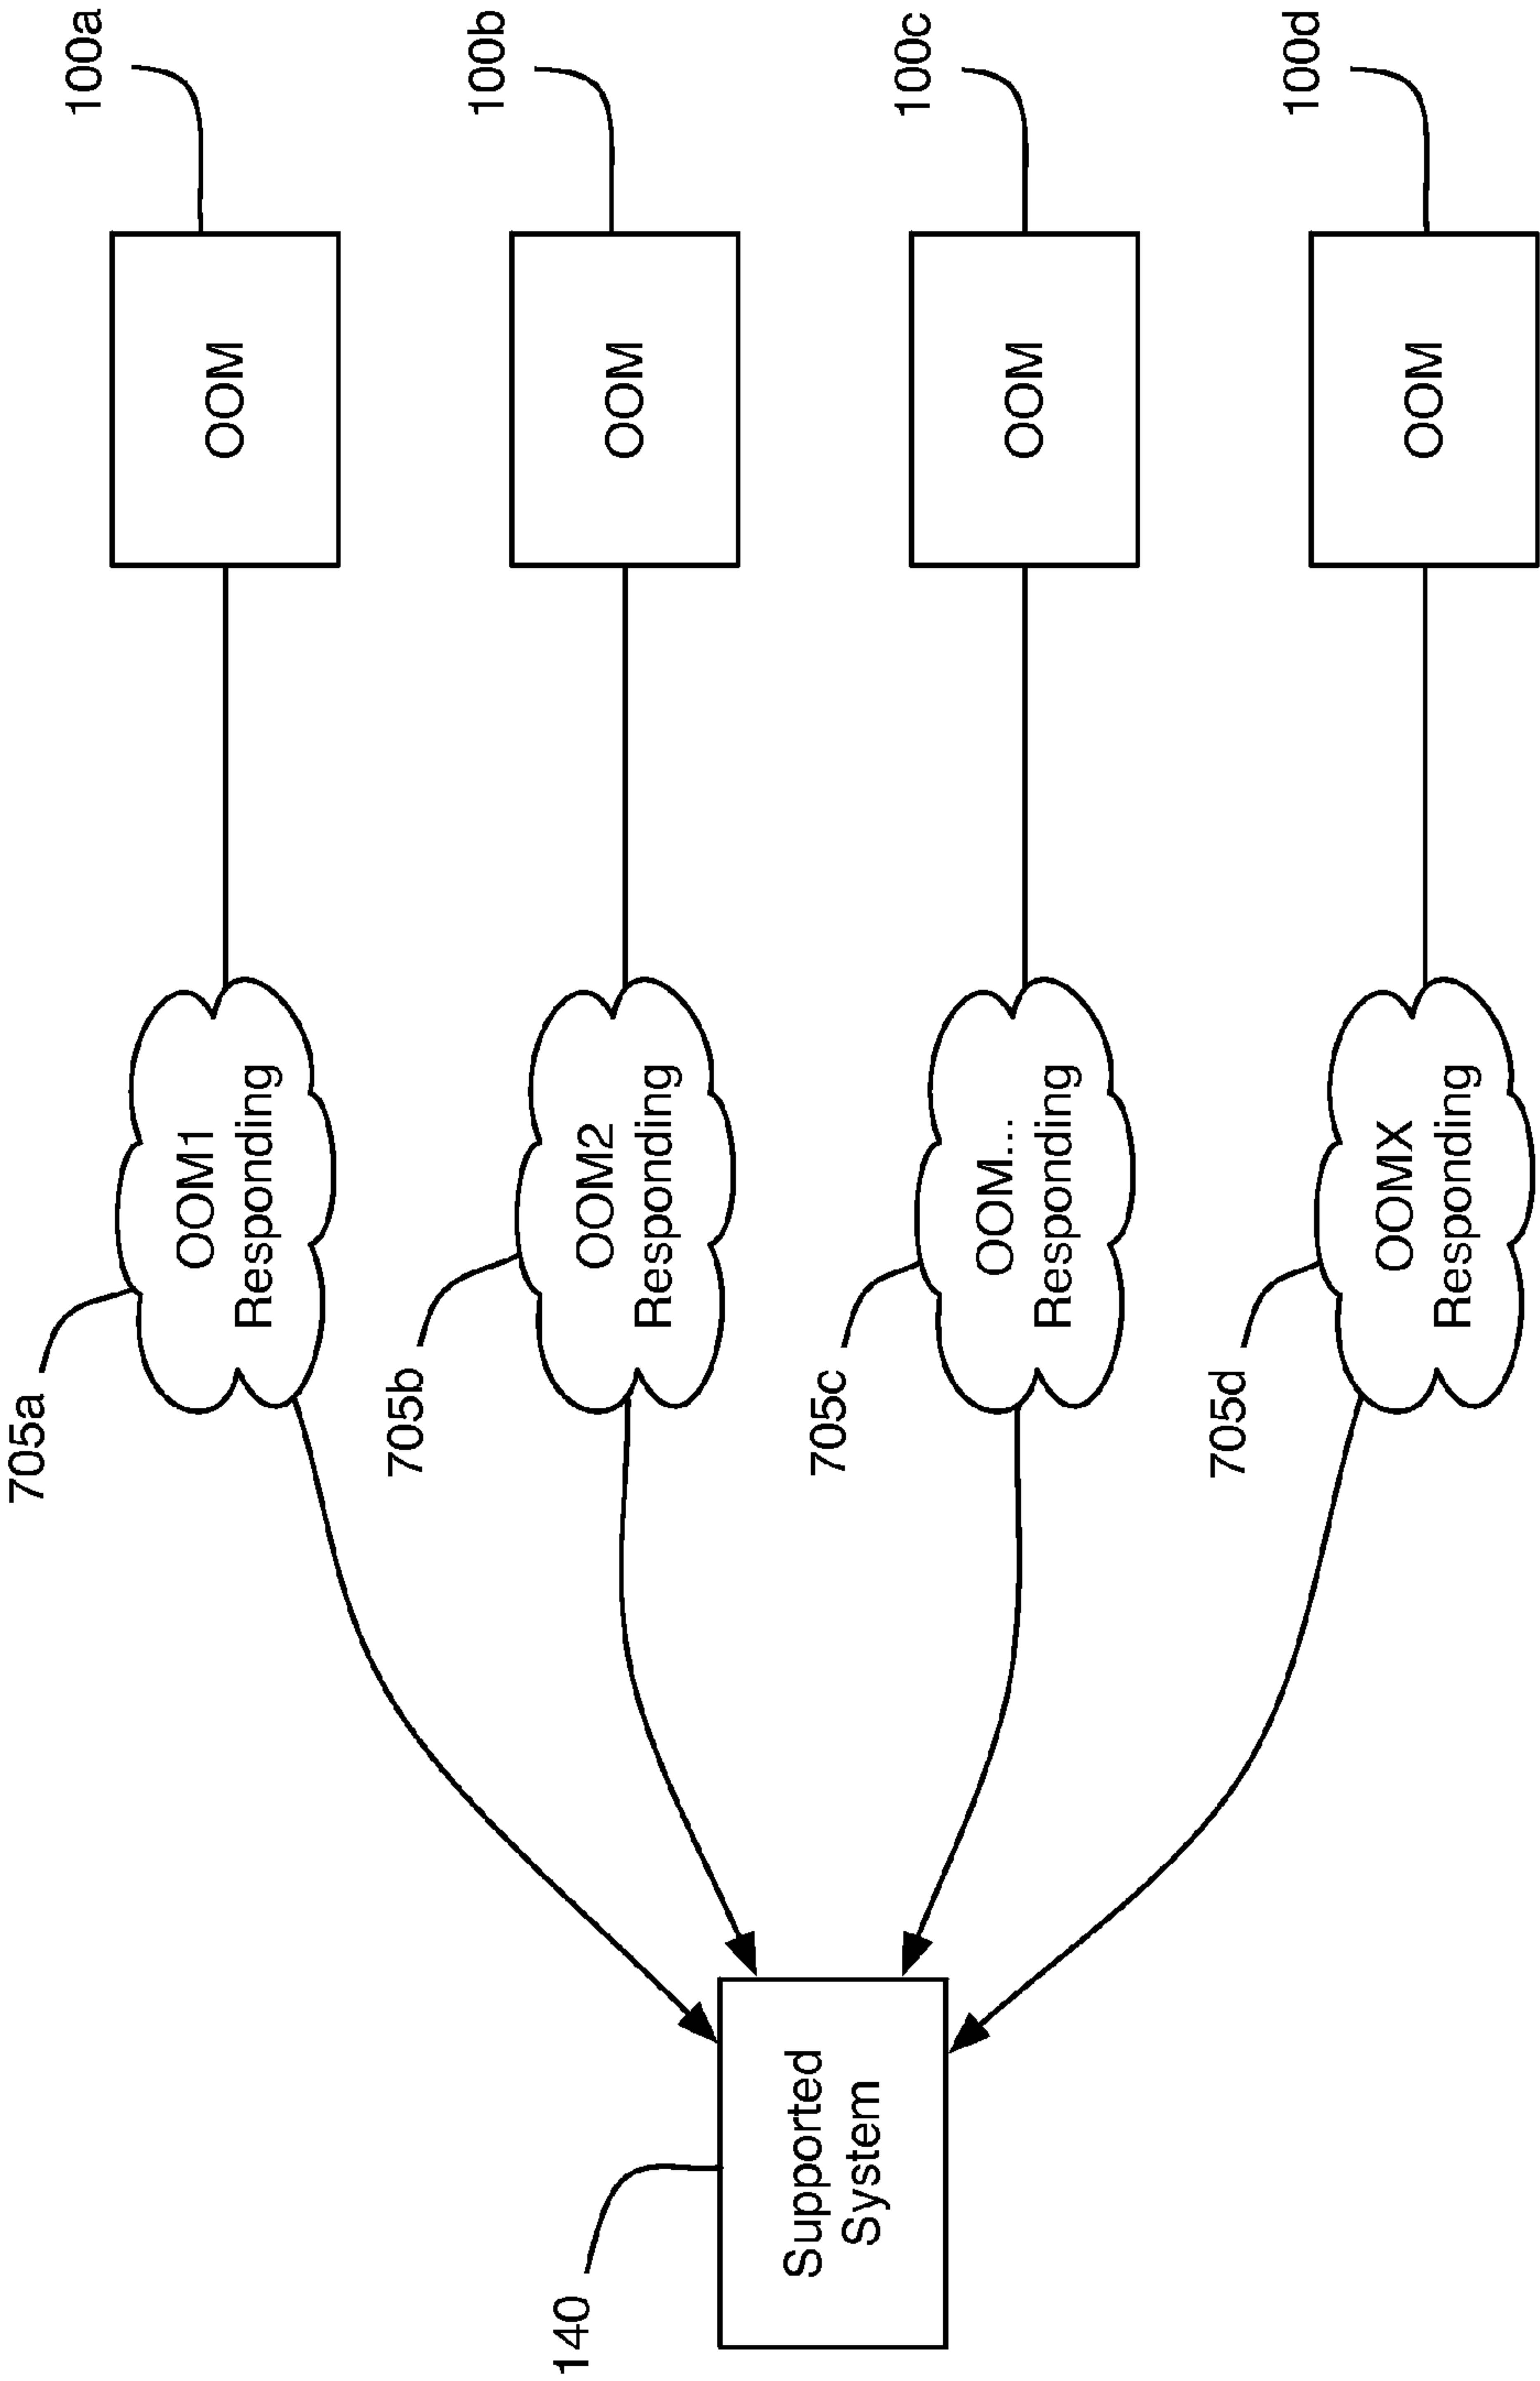 100a
OOM
OOM1
Responding
705a
100b
OOM
OOM2
Responding
705b
100c
OOM
OOM...
Responding
705c
100d
OOM
OOMX
Responding
705d
Supported
System
140